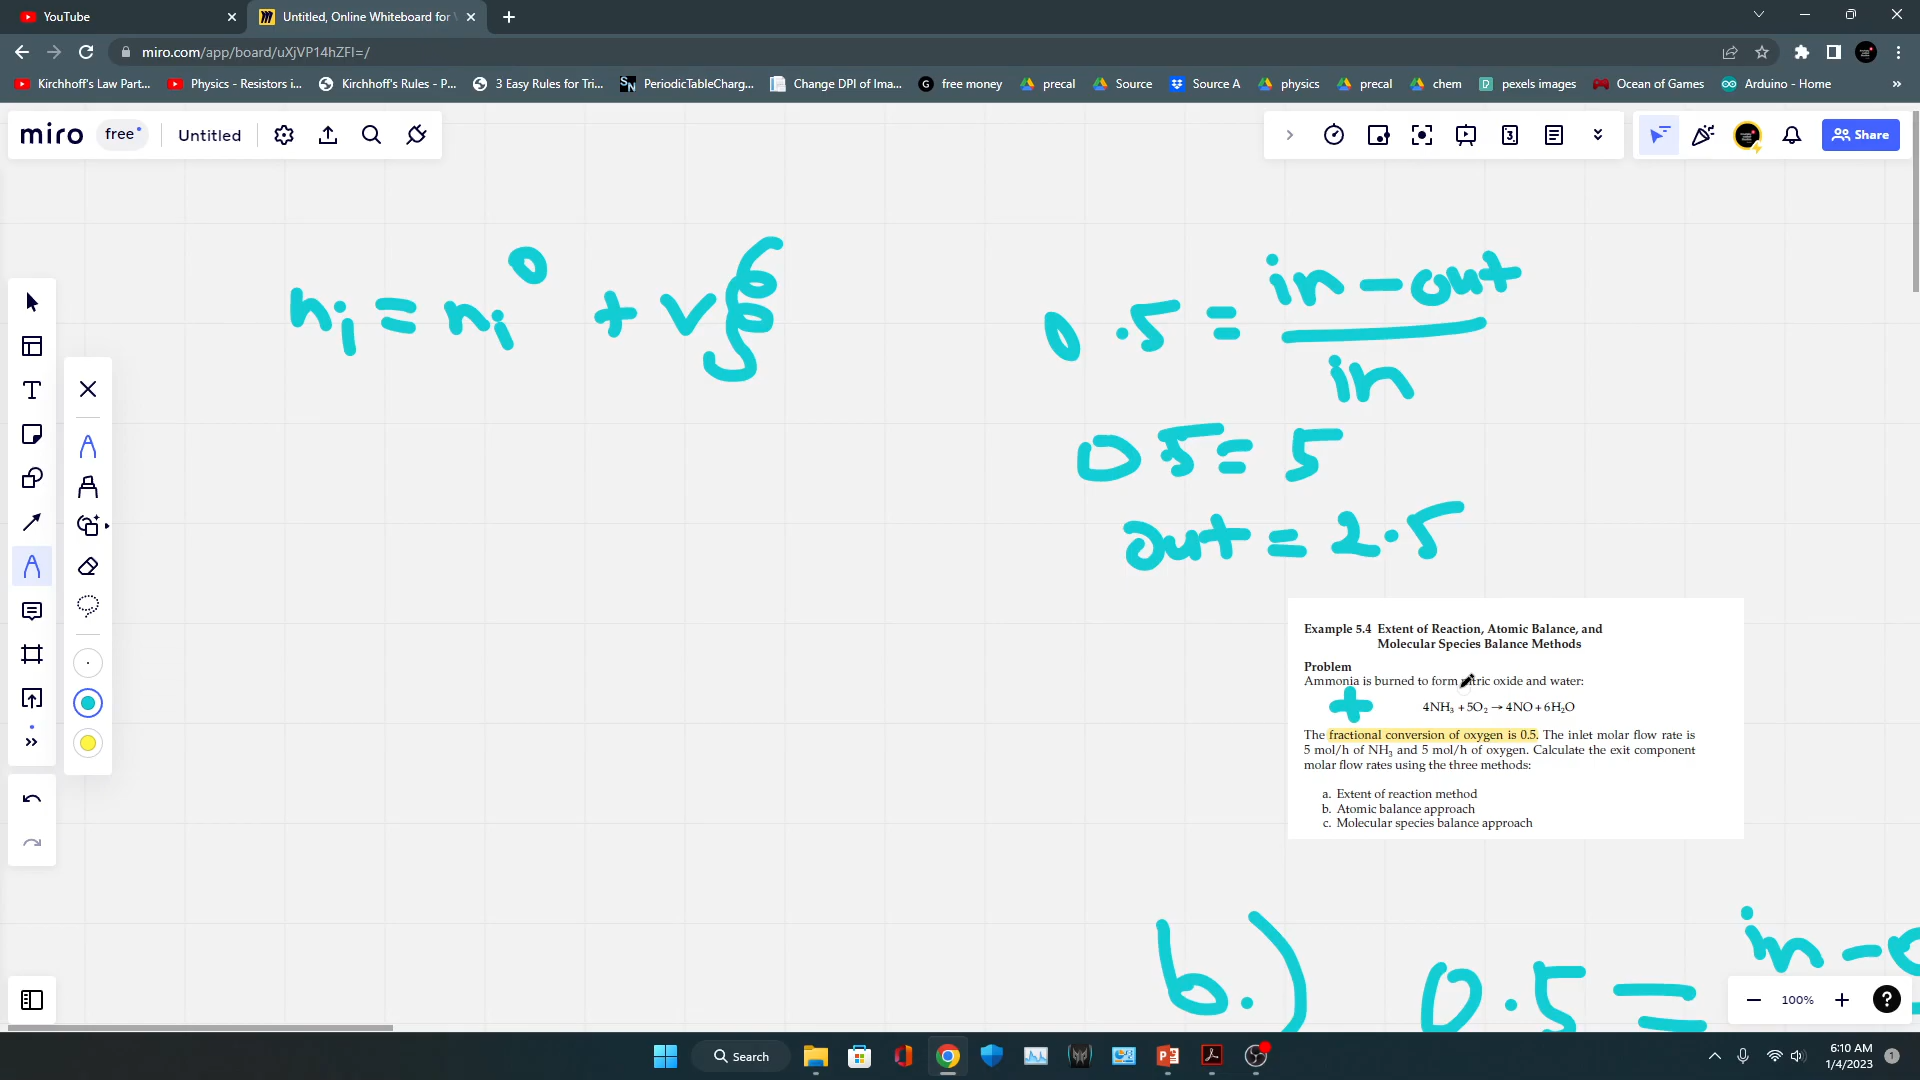 YouTube
Untitled, Online Whiteboard for
miro.com/app/board/uXjVP14hZFI=/
Kirchhoff's Law Part... Physics - Resistors i... Kirchhoff's Rules - P... 3 Easy Rules for Tri... PeriodicTableCharg... Change DPI of Ima... free money precal Source Source A physics precal chem pexels images Ocean of Games Arduino - Home »
miro free Untitled Share
nᵢ = nᵢ⁰ + νξ
0.5 = in - out
in
0 5 = 5
out = 2.5
Example 5.4 Extent of Reaction, Atomic Balance, and
Molecular Species Balance Methods
Problem
Ammonia is burned to form nitric oxide and water:
+ 4NH₃ + 5O₂ → 4NO + 6H₂O
The fractional conversion of oxygen is 0.5. The inlet molar flow rate is
5 mol/h of NH₃ and 5 mol/h of oxygen. Calculate the exit component
molar flow rates using the three methods:
a. Extent of reaction method
b. Atomic balance approach
c. Molecular species balance approach
b.) 0.5 = in - o
100%
Search
6:10 AM
1/4/2023
1